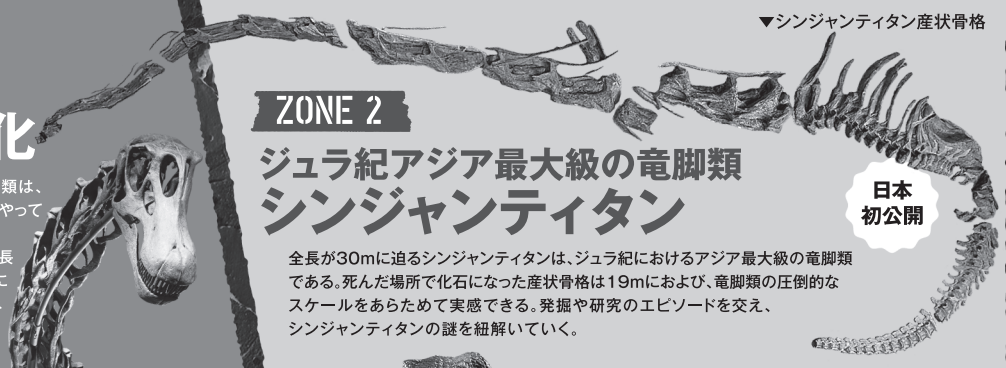 ▼シンジャンティタン産状骨格
化
類は、
やって
長
に
ZONE 2
ジュラ紀アジア最大級の竜脚類
シンジャンティタン
日本
初公開
全長が30mに迫るシンジャンティタンは、ジュラ紀におけるアジア最大級の竜脚類
である。死んだ場所で化石になった産状骨格は19mにおよび、竜脚類の圧倒的な
スケールをあらためて実感できる。発掘や研究のエピソードを交え、
シンジャンティタンの謎を紐解いていく。